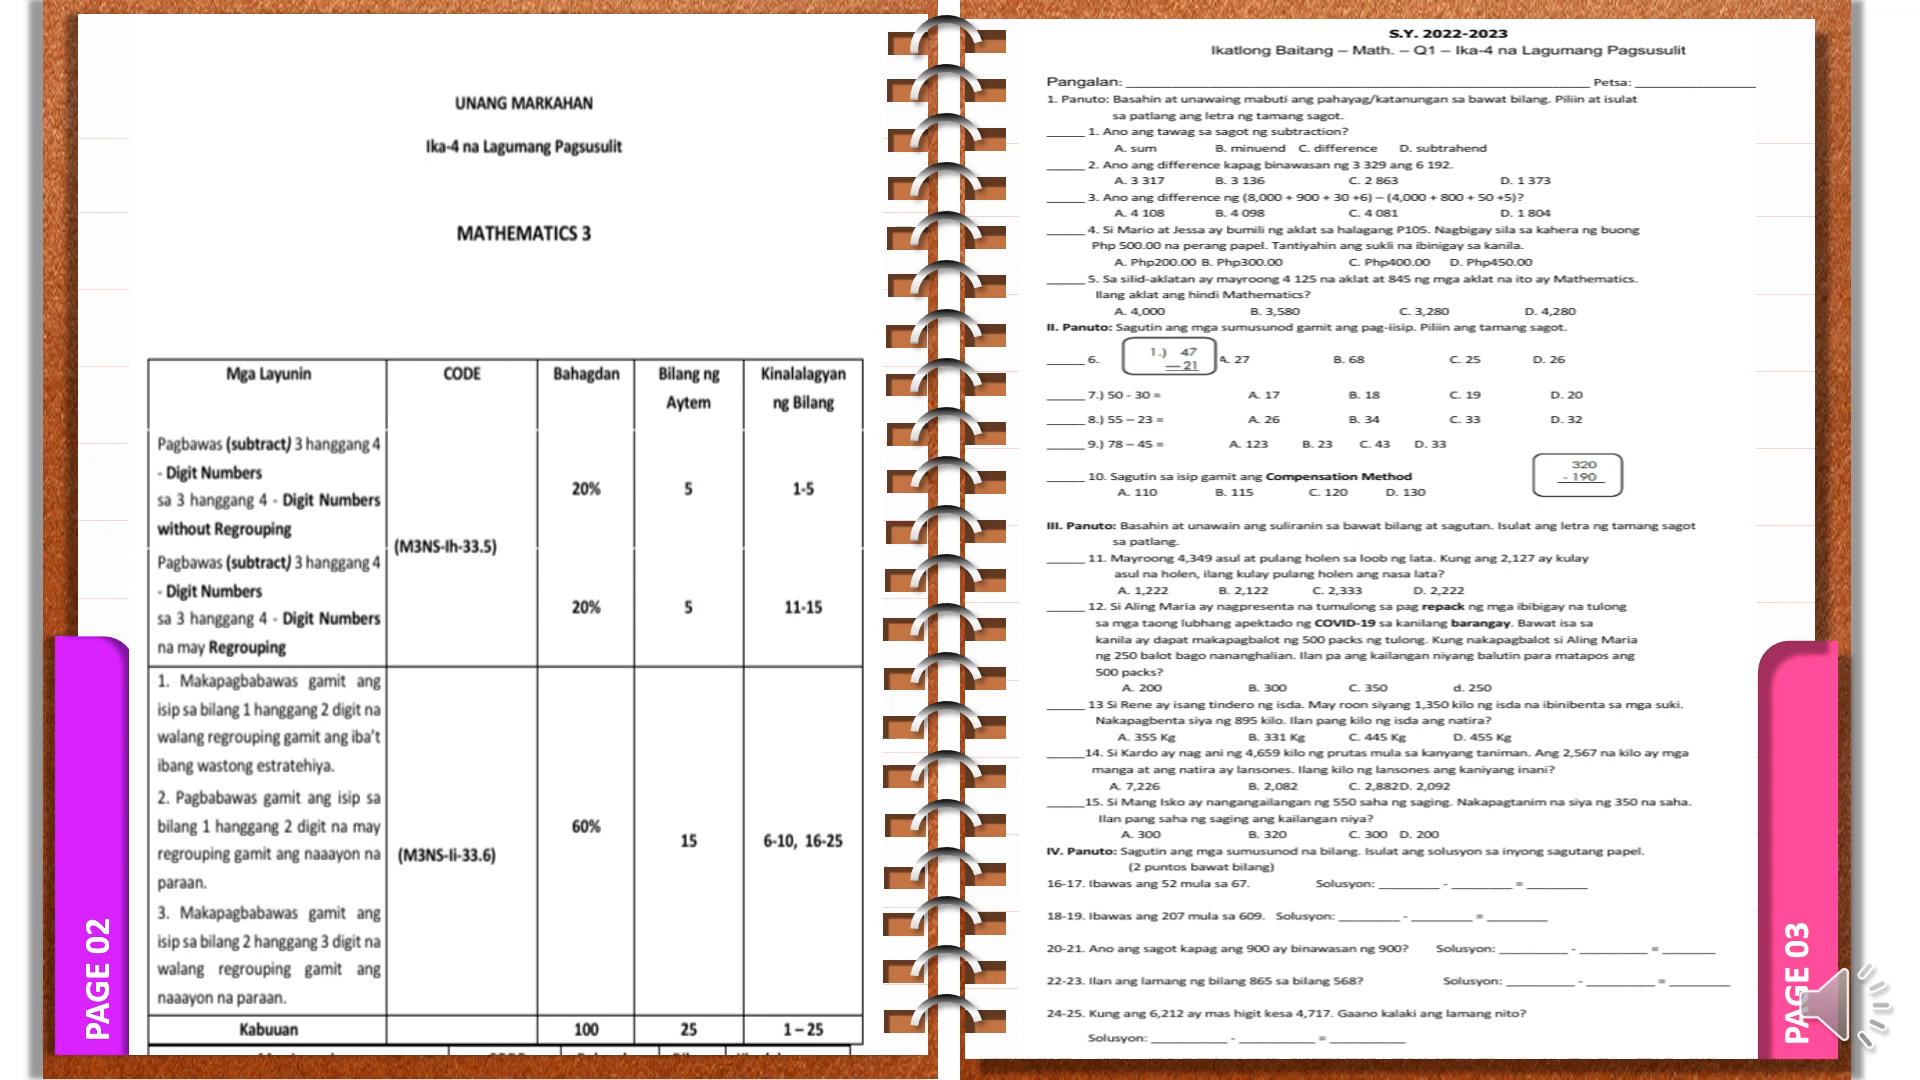 UNANG MARKAHAN
Ika-4 na Lagumang Pagsusulit
MATHEMATICS 3
Mga Layunin CODE Bahagdan Bilang ng Aytem Kinalalagyan ng Bilang
Pagbawas (subtract) 3 hanggang 4
- Digit Numbers
sa 3 hanggang 4 - Digit Numbers
without Regrouping
20% 5 1-5
(M3NS-Ih-33.5)
Pagbawas (subtract) 3 hanggang 4
- Digit Numbers
sa 3 hanggang 4 - Digit Numbers
na may Regrouping
20% 5 11-15
1. Makapagbabawas gamit ang
isip sa bilang 1 hanggang 2 digit na
walang regrouping gamit ang iba't
ibang wastong estratehiya.
2. Pagbabawas gamit ang isip sa
bilang 1 hanggang 2 digit na may
regrouping gamit ang naaayon na
paraan.
3. Makapagbabawas gamit ang
isip sa bilang 2 hanggang 3 digit na
walang regrouping gamit ang
naaayon na paraan.
(M3NS-Ii-33.6) 60% 15 6-10, 16-25
Kabuuan 100 25 1 – 25
PAGE 02
S.Y. 2022-2023
Ikatlong Baitang – Math. – Q1 – Ika-4 na Lagumang Pagsusulit
Pangalan: ____________ Petsa: ____________
1. Panuto: Basahin at unawaing mabuti ang pahayag/katanungan sa bawat bilang. Piliin at isulat
sa patlang ang letra ng tamang sagot.
_____ 1. Ano ang tawag sa sagot ng subtraction?
A. sum B. minuend C. difference D. subtrahend
_____ 2. Ano ang difference kapag binawasan ng 3 329 ang 6 192.
A. 3 317 B. 3 136 C. 2 863 D. 1 373
_____ 3. Ano ang difference ng (8,000 + 900 + 30 +6) – (4,000 + 800 + 50 +5)?
A. 4 108 B. 4 098 C. 4 081 D. 1 804
_____ 4. Si Mario at Jessa ay bumili ng aklat sa halagang P105. Nagbigay sila sa kahera ng buong
Php 500.00 na perang papel. Tantiyahin ang sukli na ibinigay sa kanila.
A. Php200.00 B. Php300.00 C. Php400.00 D. Php450.00
_____ 5. Sa silid-aklatan ay mayroong 4 125 na aklat at 845 ng mga aklat na ito ay Mathematics.
Ilang aklat ang hindi Mathematics?
A. 4,000 B. 3,580 C. 3,280 D. 4,280
II. Panuto: Sagutin ang mga sumusunod gamit ang pag-iisip. Piliin ang tamang sagot.
_____ 6. 1.) 47 A. 27 B. 68 C. 25 D. 26
— 21
_____ 7.) 50 - 30 = A. 17 B. 18 C. 19 D. 20
_____ 8.) 55 – 23 = A. 26 B. 34 C. 33 D. 32
_____ 9.) 78 – 45 = A. 123 B. 23 C. 43 D. 33
_____ 10. Sagutin sa isip gamit ang Compensation Method
320
- 190
A. 110 B. 115 C. 120 D. 130
III. Panuto: Basahin at unawain ang suliranin sa bawat bilang at sagutan. Isulat ang letra ng tamang sagot
sa patlang.
_____ 11. Mayroong 4,349 asul at pulang holen sa loob ng lata. Kung ang 2,127 ay kulay
asul na holen, ilang kulay pulang holen ang nasa lata?
A. 1,222 B. 2,122 C. 2,333 D. 2,222
_____ 12. Si Aling Maria ay nagpresenta na tumulong sa pag repack ng mga ibibigay na tulong
sa mga taong lubhang apektado ng COVID-19 sa kanilang barangay. Bawat isa sa
kanila ay dapat makapagbalot ng 500 packs ng tulong. Kung nakapagbalot si Aling Maria
ng 250 balot bago nananghalian. Ilan pa ang kailangan niyang balutin para matapos ang
500 packs?
A. 200 B. 300 C. 350 d. 250
_____ 13 Si Rene ay isang tindero ng isda. May roon siyang 1,350 kilo ng isda na ibinibenta sa mga suki.
Nakapagbenta siya ng 895 kilo. Ilan pang kilo ng isda ang natira?
A. 355 Kg B. 331 Kg C. 445 Kg D. 455 Kg
_____14. Si Kardo ay nag ani ng 4,659 kilo ng prutas mula sa kanyang taniman. Ang 2,567 na kilo ay mga
manga at ang natira ay lansones. Ilang kilo ng lansones ang kaniyang inani?
A. 7,226 B. 2,082 C. 2,882D. 2,092
_____15. Si Mang Isko ay nangangailangan ng 550 saha ng saging. Nakapagtanim na siya ng 350 na saha.
Ilan pang saha ng saging ang kailangan niya?
A. 300 B. 320 C. 300 D. 200
IV. Panuto: Sagutin ang mga sumusunod na bilang. Isulat ang solusyon sa inyong sagutang papel.
(2 puntos bawat bilang)
16-17. Ibawas ang 52 mula sa 67. Solusyon: ________ - ________ = ________
18-19. Ibawas ang 207 mula sa 609. Solusyon: ________ - ________ = ________
20-21. Ano ang sagot kapag ang 900 ay binawasan ng 900? Solusyon: ________ - ________ = ________
22-23. Ilan ang lamang ng bilang 865 sa bilang 568? Solusyon: ________ - ________ = ________
24-25. Kung ang 6,212 ay mas higit kesa 4,717. Gaano kalaki ang lamang nito?
Solusyon: ________ - ________ = ________
PAGE 03